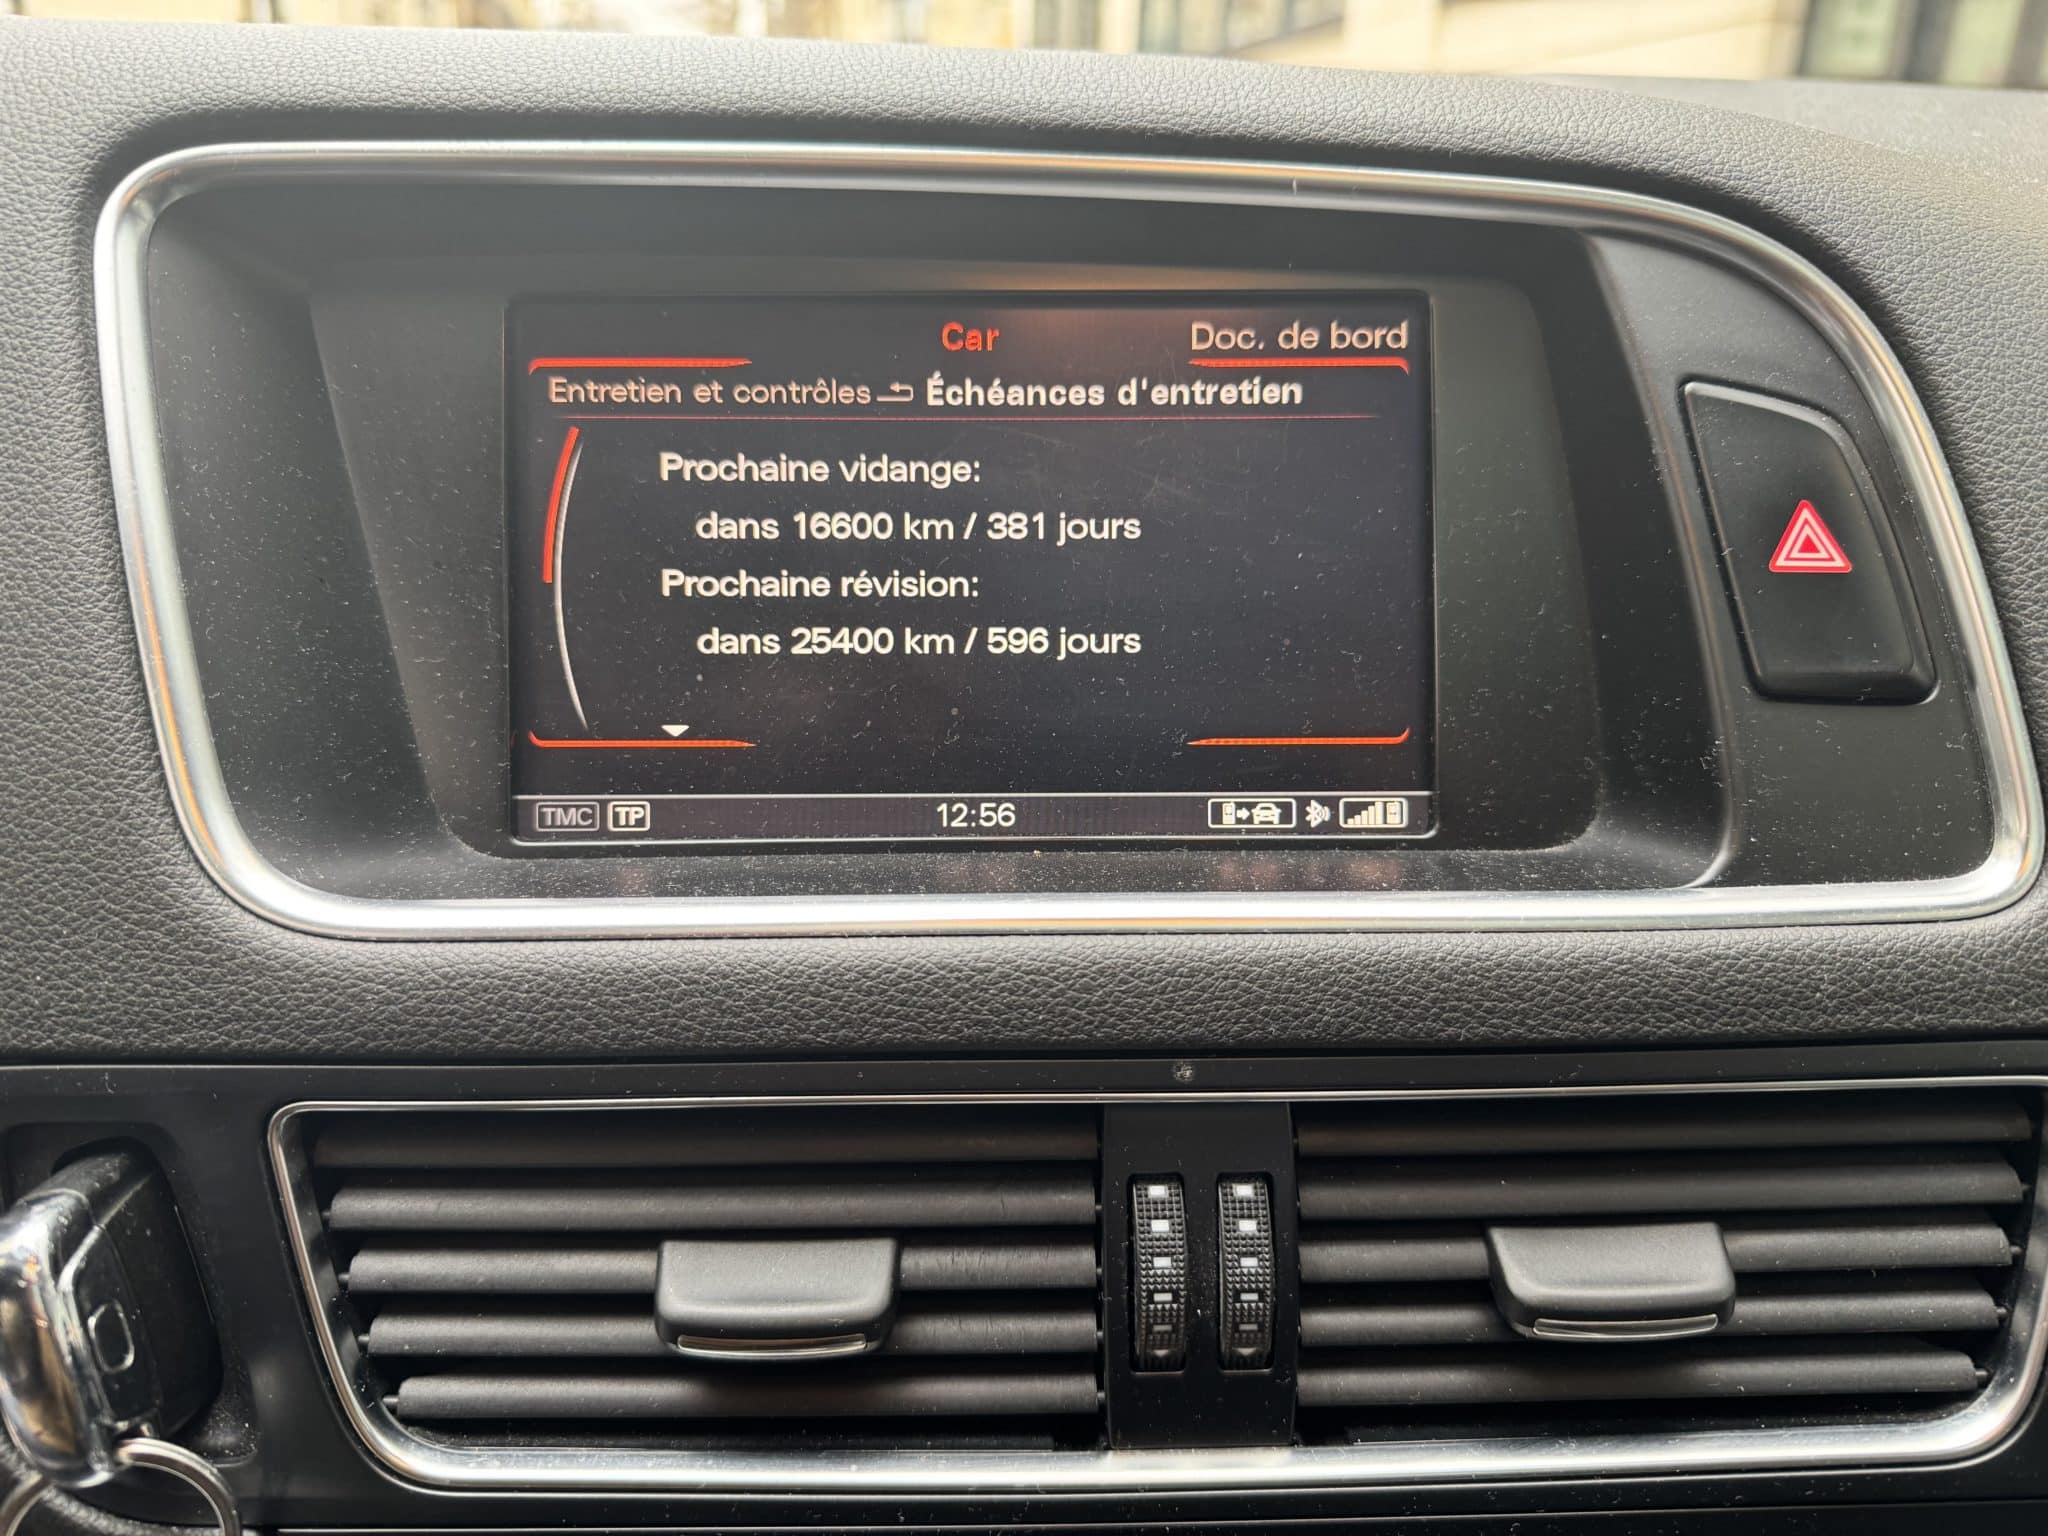 Car
Doc. de bord
Entretien et contrôles Échéances d'entretien
Prochaine vidange:
dans 16600 km / 381 jours
Prochaine révision:
dans 25400 km / 596 jours
TMC TP 12:56